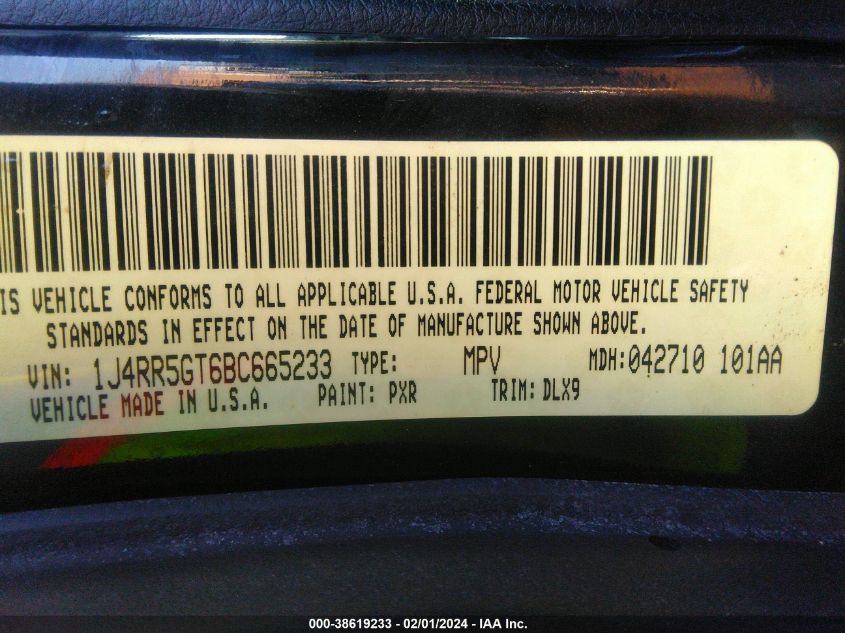 IS VEHICLE CONFORMS TO ALL APPLICABLE U.S.A. FEDERAL MOTOR VEHICLE SAFETY
STANDARDS IN EFFECT ON THE DATE OF MANUFACTURE SHOWN ABOVE.
VIN: 1J4RR5GT6BC665233 TYPE: MPV MDH: 042710 101AA
VEHICLE MADE IN U.S.A. PAINT: PXR TRIM: DLX9
000-38619233 - 02/01/2024 - IAA Inc.